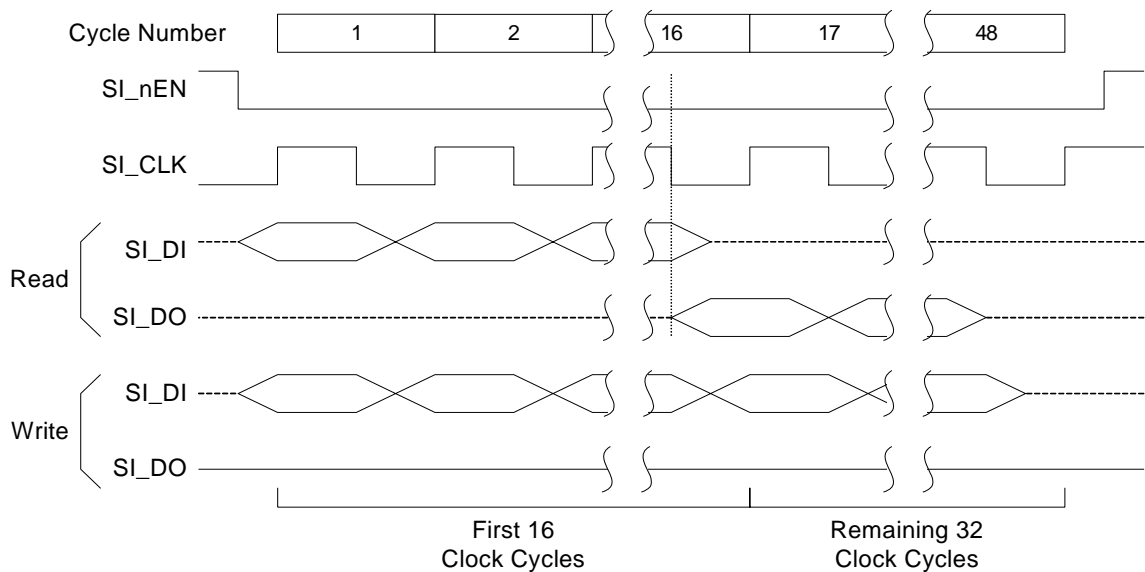 Cycle Number 1 2 16 17 48
SI_nEN
SI_CLK
SI_DI
Read
SI_DO
SI_DI
Write
SI_DO
First 16 Remaining 32
Clock Cycles Clock Cycles